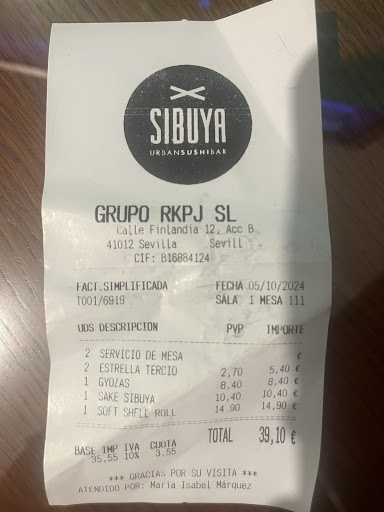 SIBUYA
URBANSUSHIBAR
GRUPO RKPJ SL
Calle Finlandia 12, Acc B
41012 Sevilla Sevill
CIF: B16884124
FACT.SIMPLIFICADA FECHA 05/10/2024
T001/6919 SALA 1 MESA 111
UDS DESCRIPCION PVP IMPORTE
2 SERVICIO DE MESA €
2 ESTRELLA TERCIO 2,70 5,40 €
1 GYOZAS 8,40 8,40 €
1 SAKE SIBUYA 10,40 10,40 €
1 SOFT SHELL ROLL 14,90 14,90 €
TOTAL 39,10 €
BASE IMP IVA CUOTA
35,55 10% 3,55
*** GRACIAS POR SU VISITA ***
ATENDIDO POR: Maria Isabel Márquez